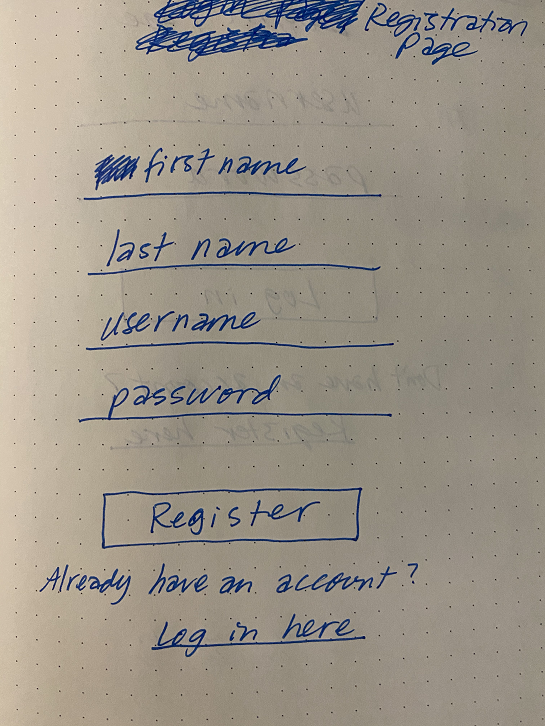 Registration
Page
first name
last name
username
password
Register
Already have an account?
Log in here